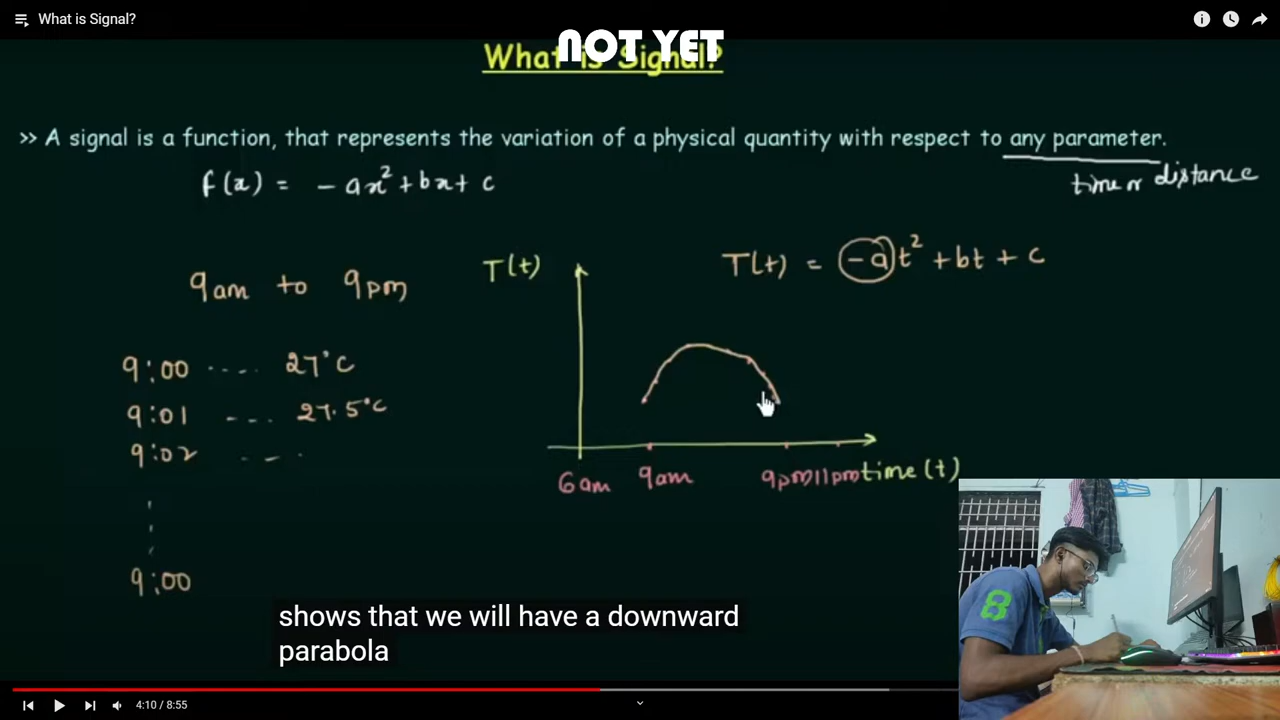 What is Signal?
NOT YET
What is Signal?
>> A signal is a function, that represents the variation of a physical quantity with respect to any parameter.
f(x) = -ax²+bx+c
time or distance
T(t)
T(t) = -at² + bt + c
9am to 9pm
9:00 .... 27°C
9:01 ---- 27.5°C
9:02 ---.
9:00
6am 9am 9pm 11pm time (t)
8
shows that we will have a downward
parabola
4:10 / 8:55